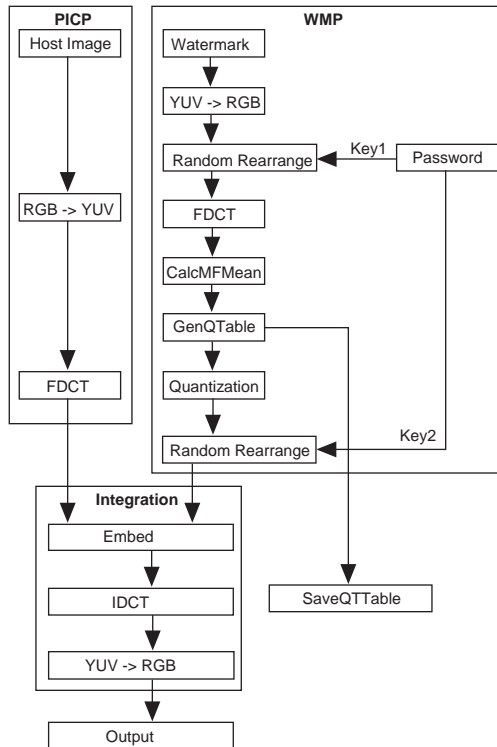 PICP
Host Image
RGB -> YUV
FDCT
WMP
Watermark
YUV -> RGB
Key1
Random Rearrange
Password
FDCT
CalcMFMean
GenQTable
Quantization
Key2
Random Rearrange
Integration
Embed
IDCT
YUV -> RGB
SaveQTTable
Output